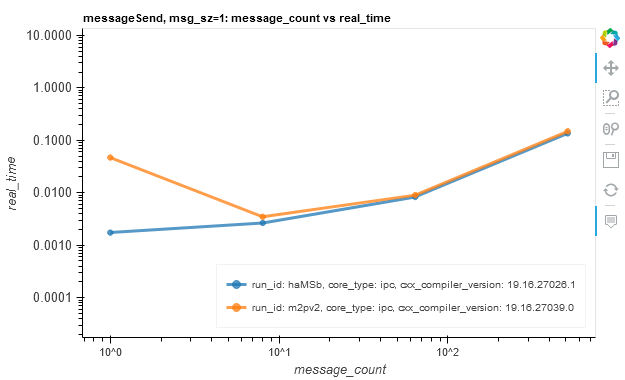 messageSend, msg_sz=1: message_count vs real_time
10.0000
1.0000
0.1000
0.0100
0.0010
0.0001
real_time
run_id: haMSb, core_type: ipc, cxx_compiler_version: 19.16.27026.1
run_id: m2pv2, core_type: ipc, cxx_compiler_version: 19.16.27039.0
10^0
10^1
10^2
message_count